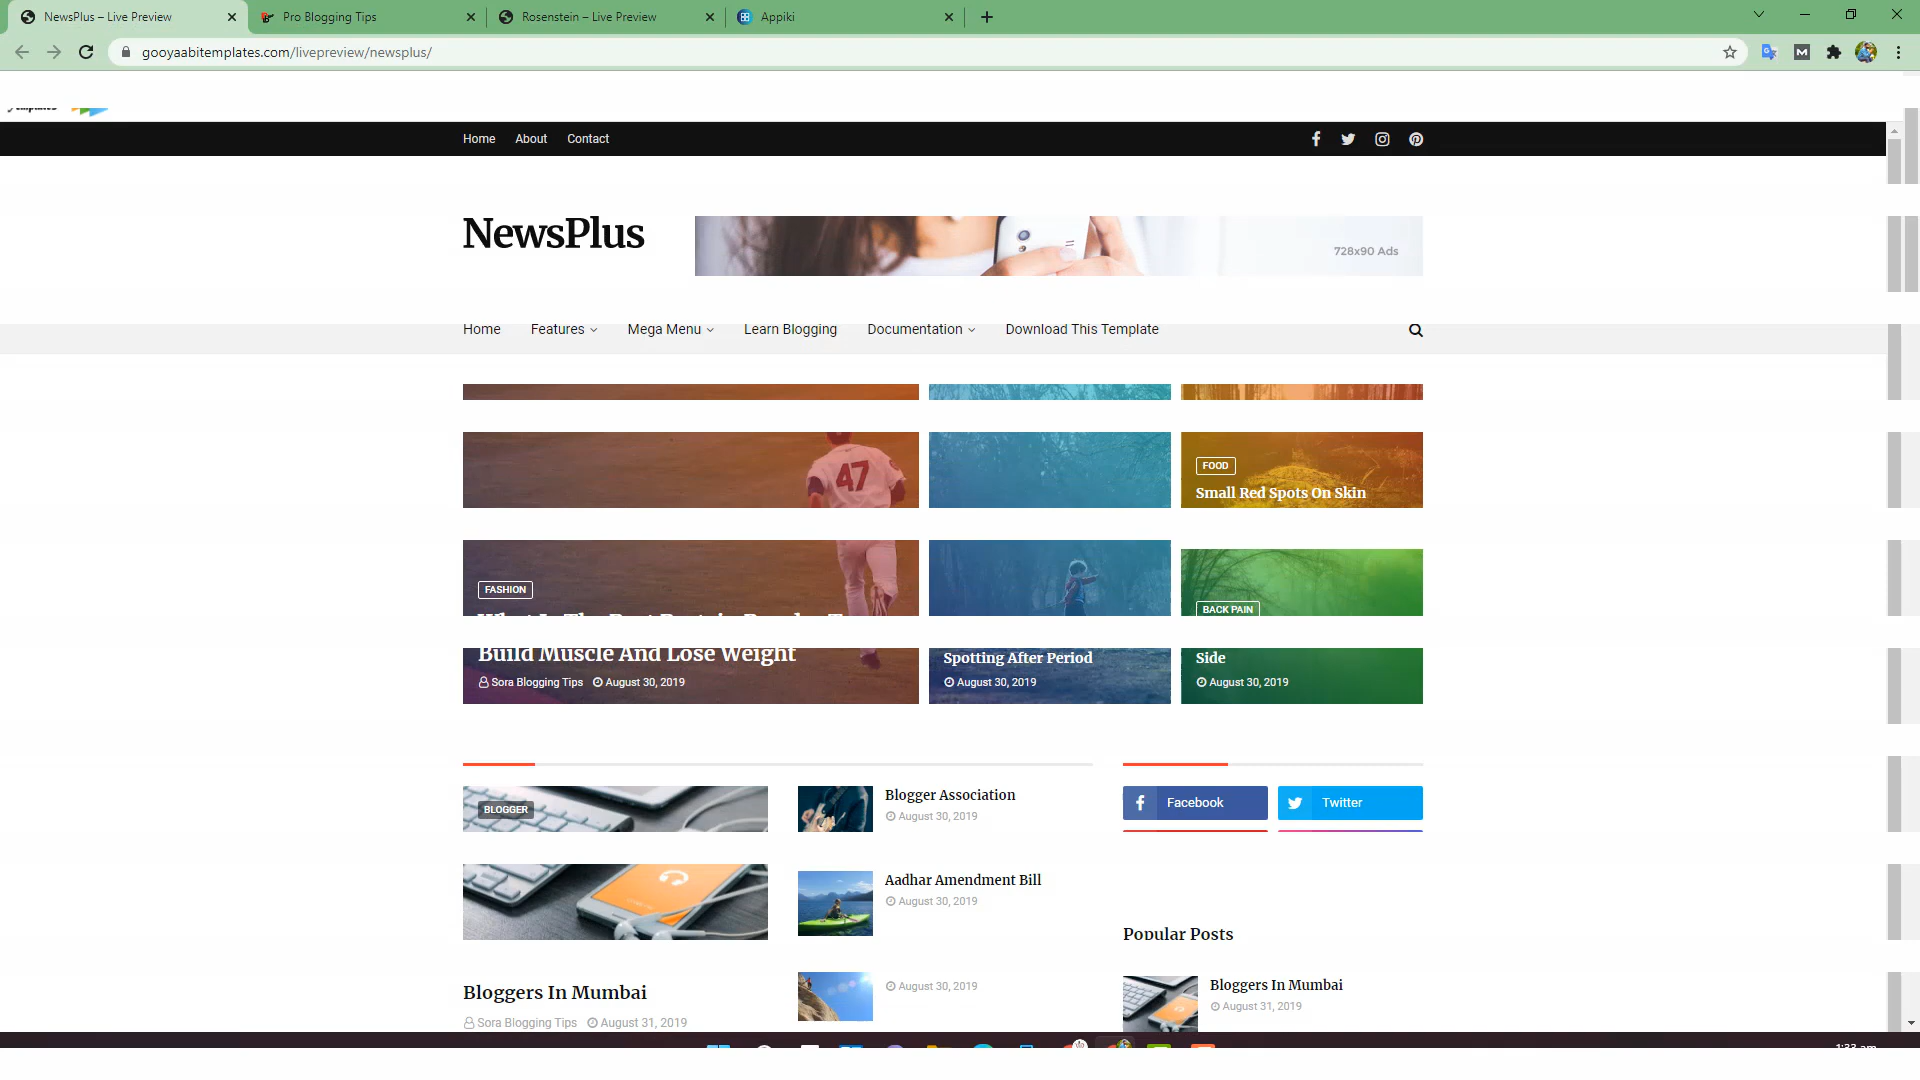 NewsPlus – Live Preview
Pro Blogging Tips
Rosenstein – Live Preview
Appiki
gooyaabitemplates.com/livepreview/newsplus/
Home About Contact
NewsPlus
728x90 Ads
Home Features Mega Menu Learn Blogging Documentation Download This Template
47
FOOD
Small Red Spots On Skin
FASHION
BACK PAIN
Build Muscle And Lose Weight
Spotting After Period
Side
Sora Blogging Tips August 30, 2019
August 30, 2019
August 30, 2019
BLOGGER
Blogger Association
August 30, 2019
Facebook
Twitter
Aadhar Amendment Bill
August 30, 2019
Popular Posts
Bloggers In Mumbai
Sora Blogging Tips August 31, 2019
August 30, 2019
Bloggers In Mumbai
August 31, 2019